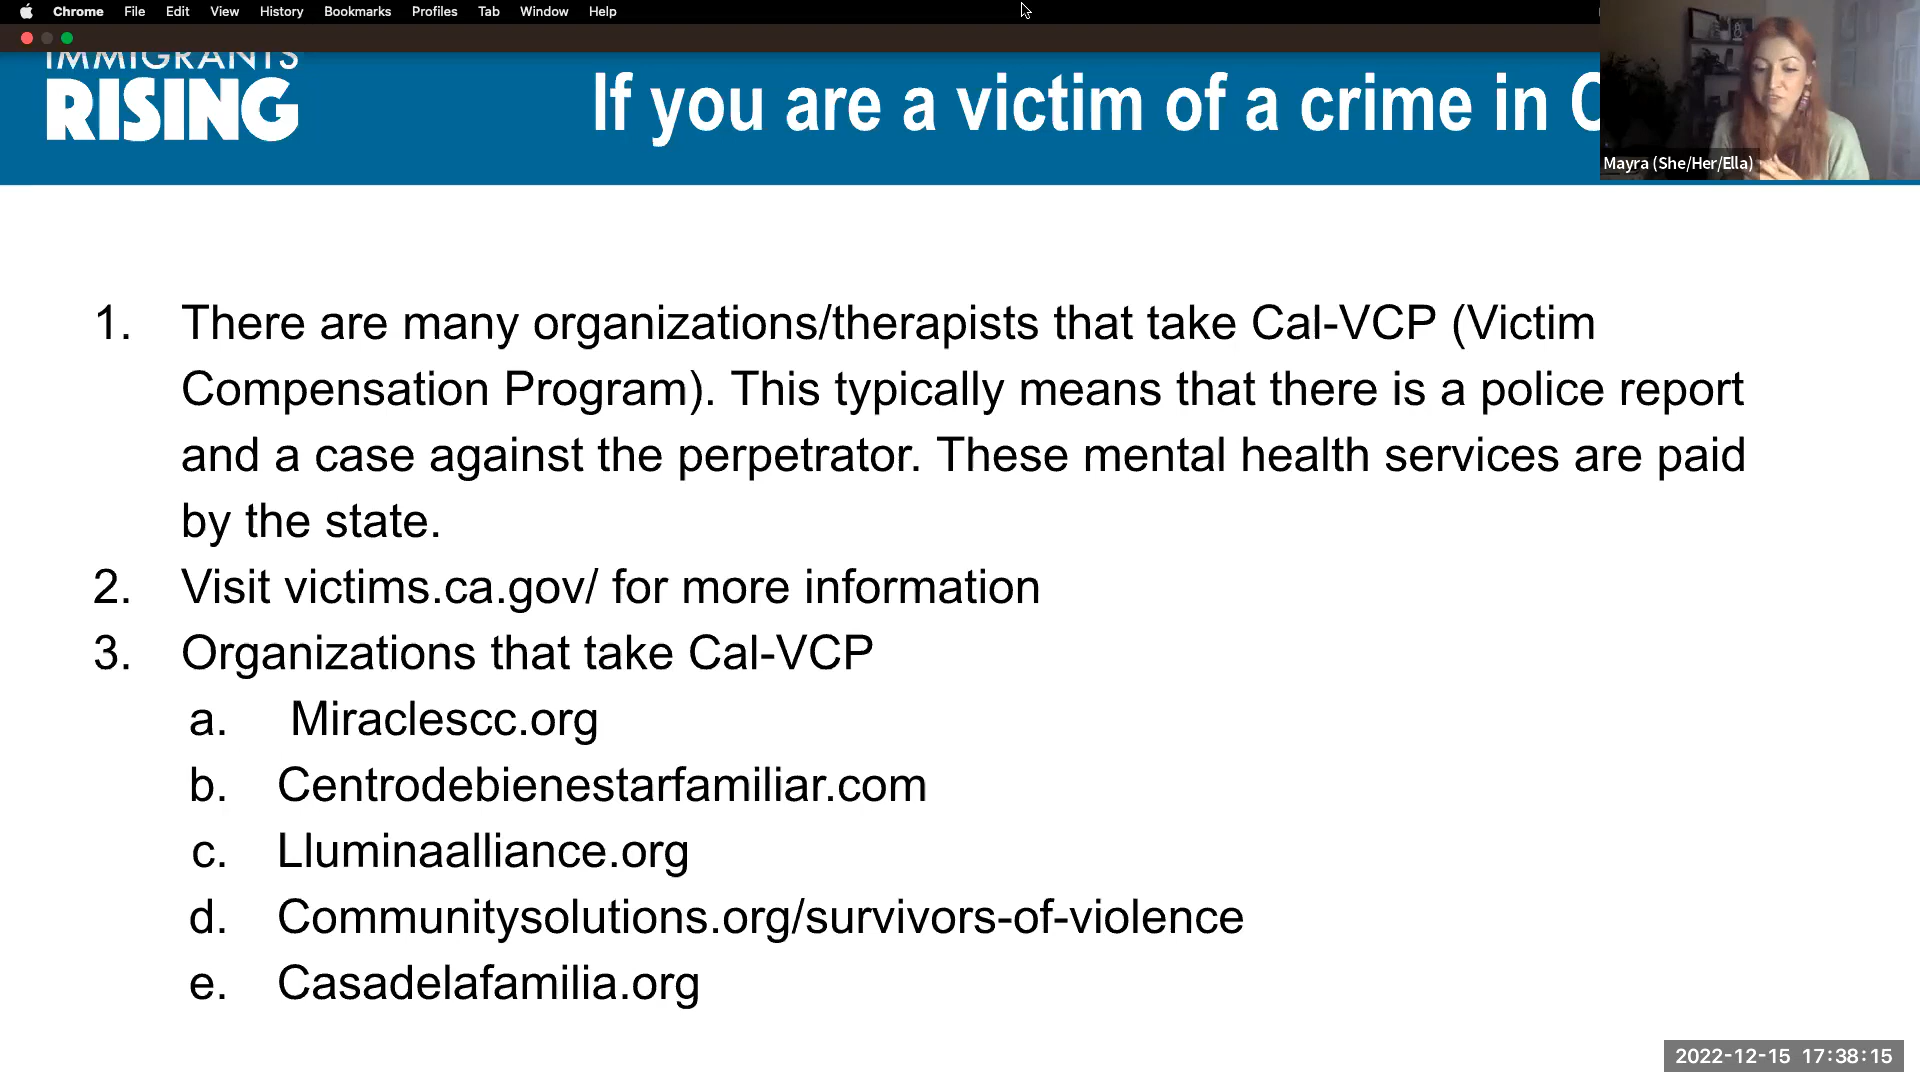 Chrome File Edit View History Bookmarks Profiles Tab Window Help
IMMIGRANTS
RISING
If you are a victim of a crime in
Mayra (She/Her/Ella)
1. There are many organizations/therapists that take Cal-VCP (Victim
Compensation Program). This typically means that there is a police report
and a case against the perpetrator. These mental health services are paid
by the state.
2. Visit victims.ca.gov/ for more information
3. Organizations that take Cal-VCP
a. Miraclescc.org
b. Centrodebienestarfamiliar.com
c. Lluminaalliance.org
d. Communitysolutions.org/survivors-of-violence
e. Casadelafamilia.org
2022-12-15 17:38:15